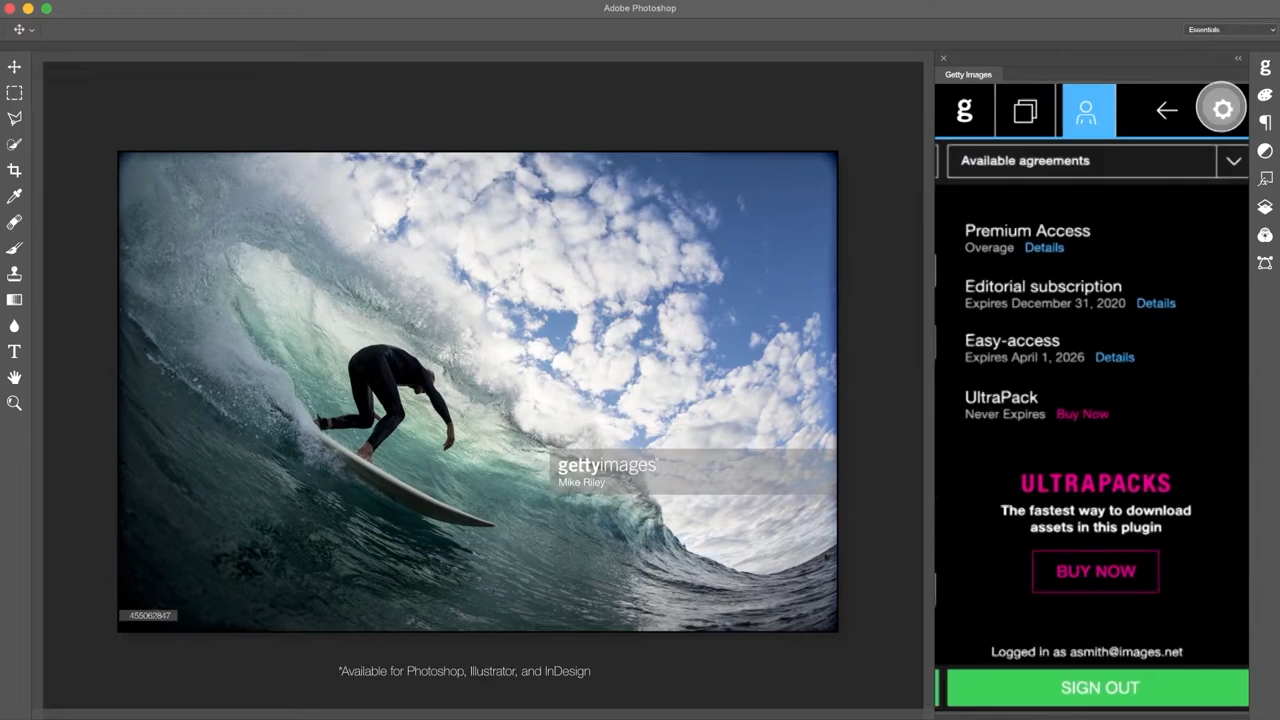 Adobe Photoshop
Essentials
Getty Images
g
Available agreements
Premium Access
Overage Details
Editorial subscription
Expires December 31, 2020 Details
Easy-access
Expires April 1, 2026 Details
UltraPack
Never Expires Buy Now
ULTRAPACKS
The fastest way to download
assets in this plugin
BUY NOW
Logged in as asmith@images.net
SIGN OUT
gettyimages®
Mike Riley
455062847
*Available for Photoshop, Illustrator, and InDesign
T
g